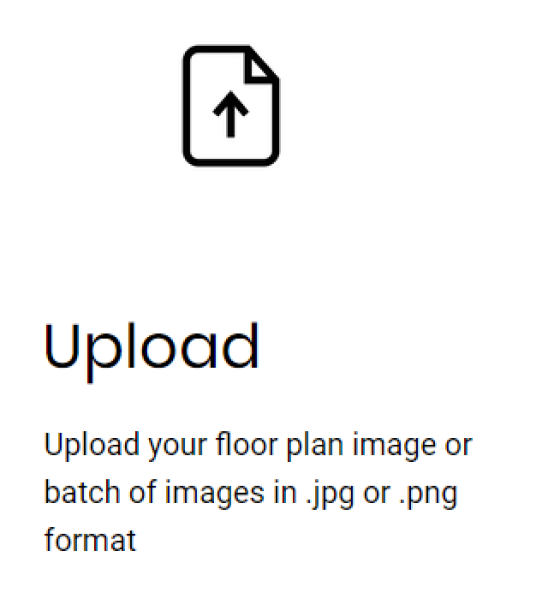 Upload
Upload your floor plan image or
batch of images in .jpg or .png
format